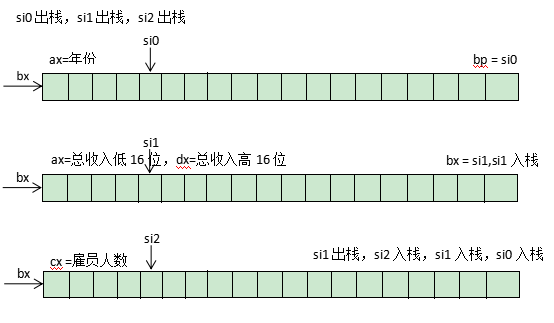 si0 出栈，si1 出栈，si2 出栈
si0
ax=年份
bp = si0
bx
si1
ax=总收入低 16 位，dx=总收入高 16 位
bx = si1,si1 入栈
bx
si2
cx =雇员人数
si1 出栈，si2 入栈，si1 入栈，si0 入栈
bx